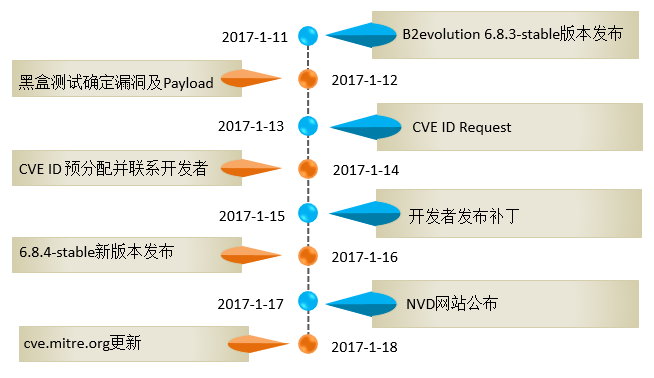 2017-1-11
B2evolution 6.8.3-stable版本发布
黑盒测试确定漏洞及Payload
2017-1-12
2017-1-13
CVE ID Request
CVE ID 预分配并联系开发者
2017-1-14
2017-1-15
开发者发布补丁
6.8.4-stable新版本发布
2017-1-16
2017-1-17
NVD网站公布
cve.mitre.org更新
2017-1-18